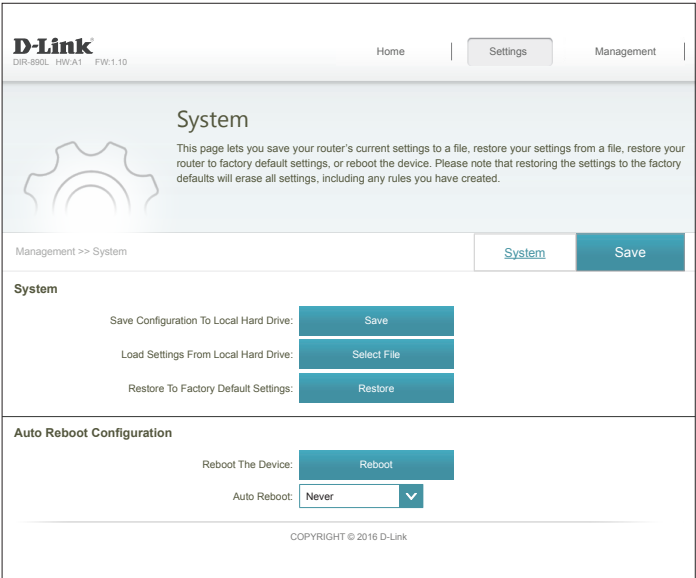 D-Link®
DIR-890L HW:A1 FW:1.10
Home
Settings
Management
System
This page lets you save your router's current settings to a file, restore your settings from a file, restore your
router to factory default settings, or reboot the device. Please note that restoring the settings to the factory
defaults will erase all settings, including any rules you have created.
Management >> System
System
Save
System
Save Configuration To Local Hard Drive:
Save
Load Settings From Local Hard Drive:
Select File
Restore To Factory Default Settings:
Restore
Auto Reboot Configuration
Reboot The Device:
Reboot
Auto Reboot:
Never
COPYRIGHT © 2016 D-Link